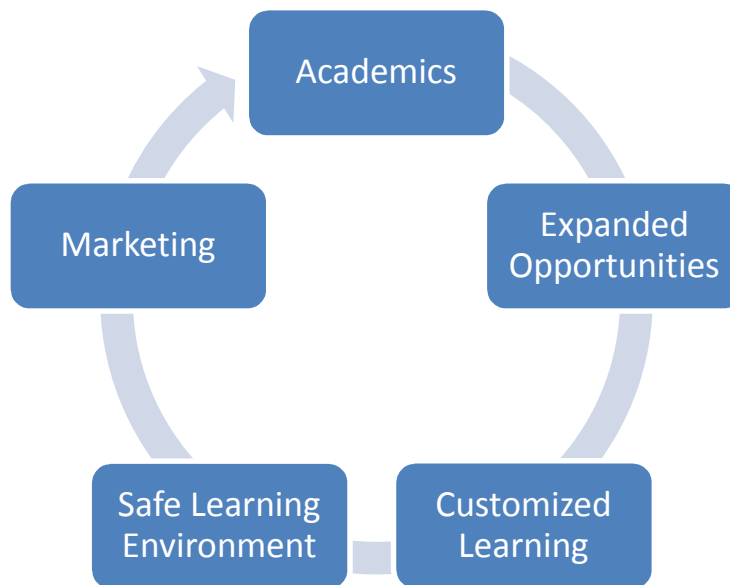 Academics
Expanded
Opportunities
Customized
Learning
Safe Learning
Environment
Marketing